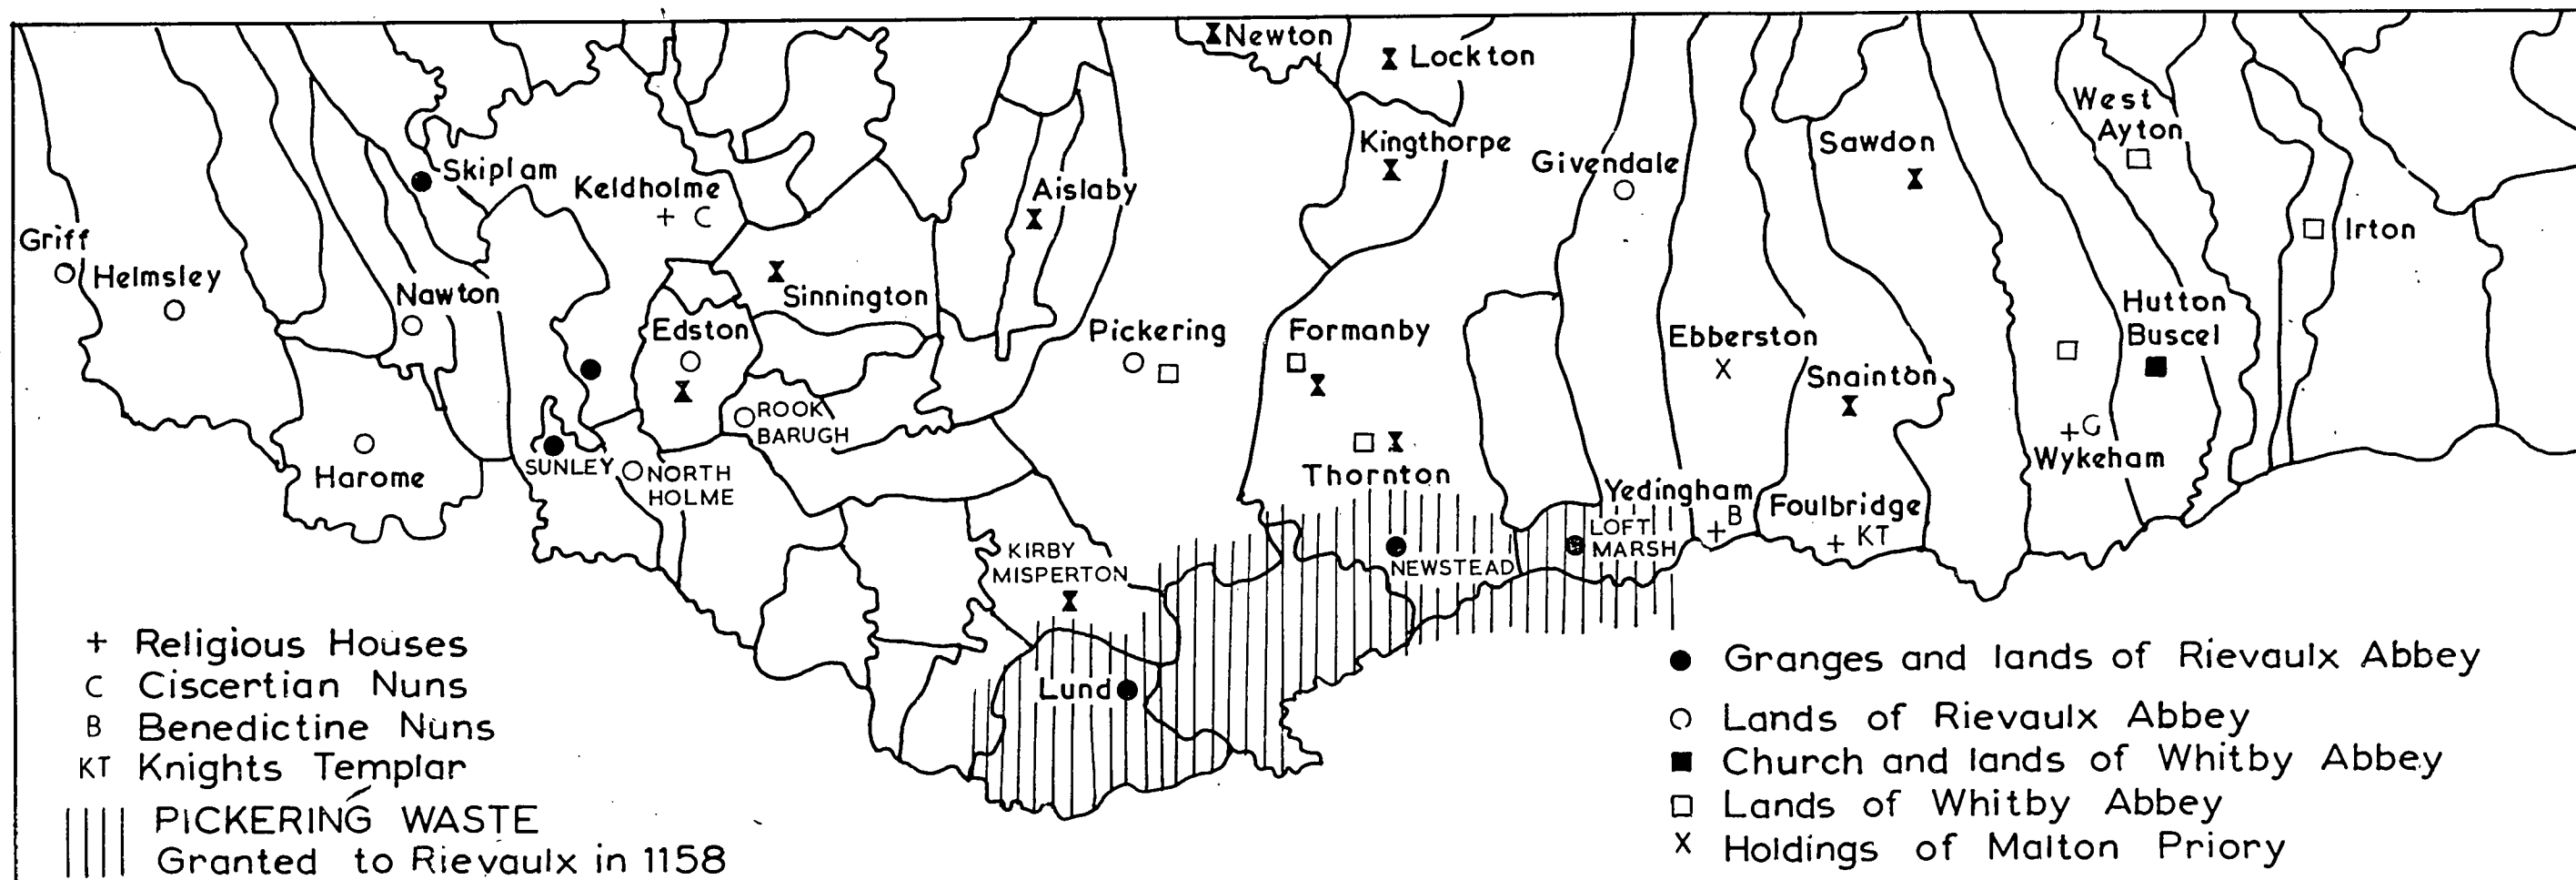 Newton
Lockton
West
Ayton
Kingthorpe
Sawdon
Givendale
Skiplam
Keldholme
+ C
Aislaby
Griff
Irton
Helmsley
Nawton
Sinnington
Hutton
Buscel
Edston
Pickering
Formanby
Ebberston
X
Snainton
ROOK
BARUGH
+C
Wykeham
SUNLEY
NORTH
HOLME
Harome
Thornton
Yedingham
+ B
Foulbridge
+ KT
LOFT
MARSH
KIRBY
MISPERTON
NEWSTEAD
Lund
+ Religious Houses
C Ciscertian Nuns
B Benedictine Nuns
KT Knights Templar
PICKERING WASTE
Granted to Rievaulx in 1158
● Granges and lands of Rievaulx Abbey
○ Lands of Rievaulx Abbey
■ Church and lands of Whitby Abbey
□ Lands of Whitby Abbey
X Holdings of Malton Priory